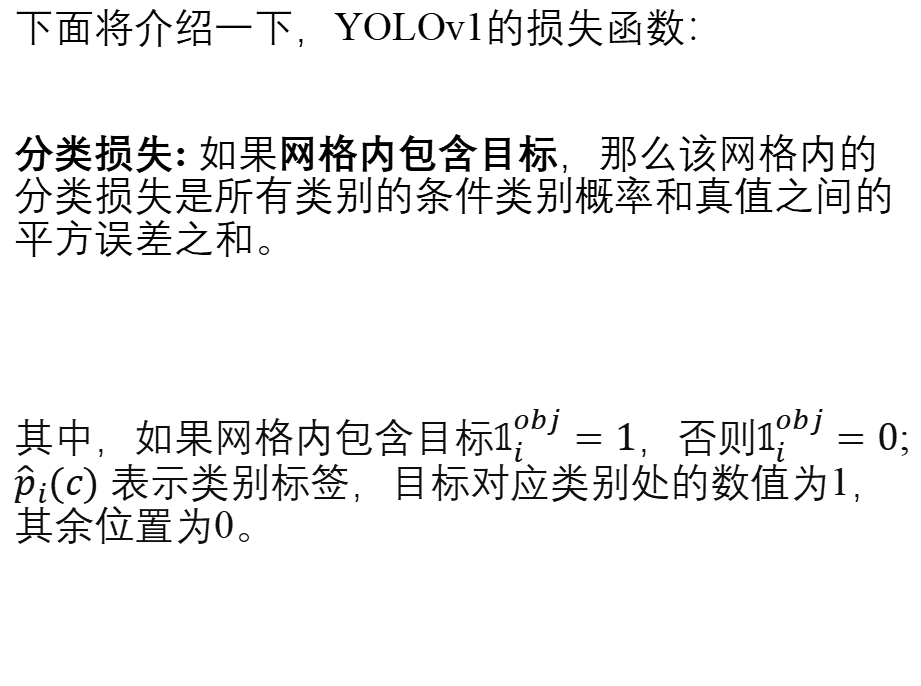 下面将介绍一下，YOLOv1的损失函数：
分类损失: 如果网格内包含目标，那么该网格内的
分类损失是所有类别的条件类别概率和真值之间的
平方误差之和。
其中，如果网格内包含目标𝟙ᵢᵒᵇʲ = 1，否则𝟙ᵢᵒᵇʲ = 0;
p̂ᵢ(c) 表示类别标签，目标对应类别处的数值为1，
其余位置为0。